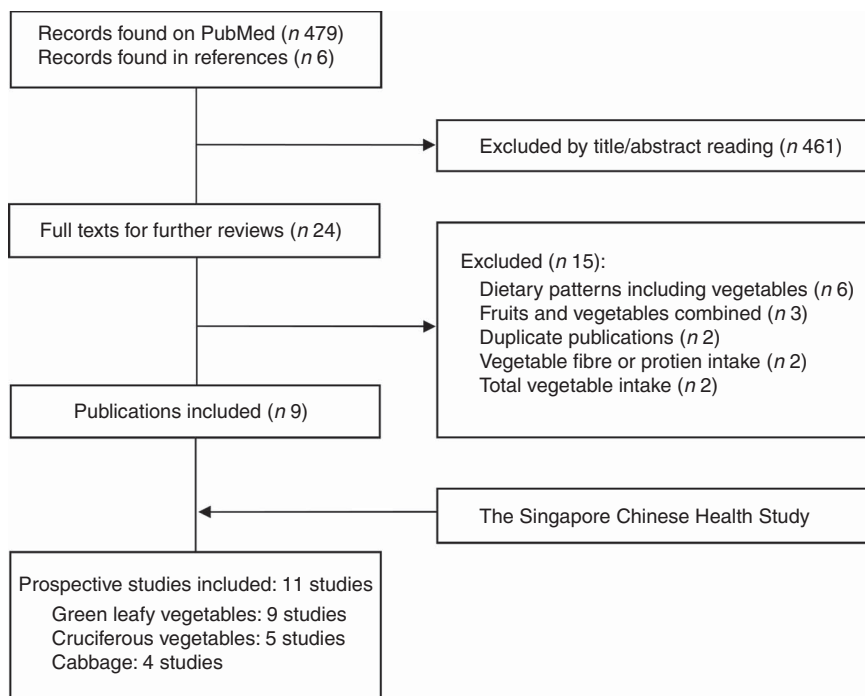 Records found on PubMed (n 479)
Records found in references (n 6)
Excluded by title/abstract reading (n 461)
Full texts for further reviews (n 24)
Excluded (n 15):
Dietary patterns including vegetables (n 6)
Fruits and vegetables combined (n 3)
Duplicate publications (n 2)
Vegetable fibre or protien intake (n 2)
Total vegetable intake (n 2)
Publications included (n 9)
The Singapore Chinese Health Study
Prospective studies included: 11 studies
Green leafy vegetables: 9 studies
Cruciferous vegetables: 5 studies
Cabbage: 4 studies